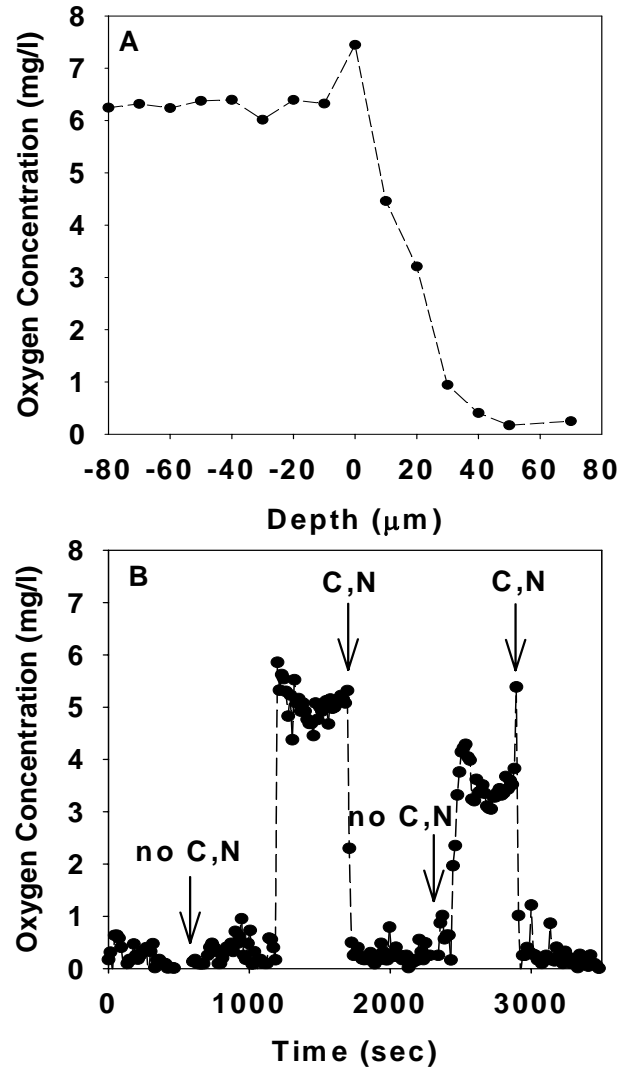 A
Oxygen Concentration (mg/l)
8
7
6
5
4
3
2
1
0
-80 -60 -40 -20 0 20 40 60 80
Depth (μm)
B
Oxygen Concentration (mg/l)
8
7
6
5
4
3
2
1
0
C,N
C,N
no C,N
no C,N
0 1000 2000 3000
Time (sec)